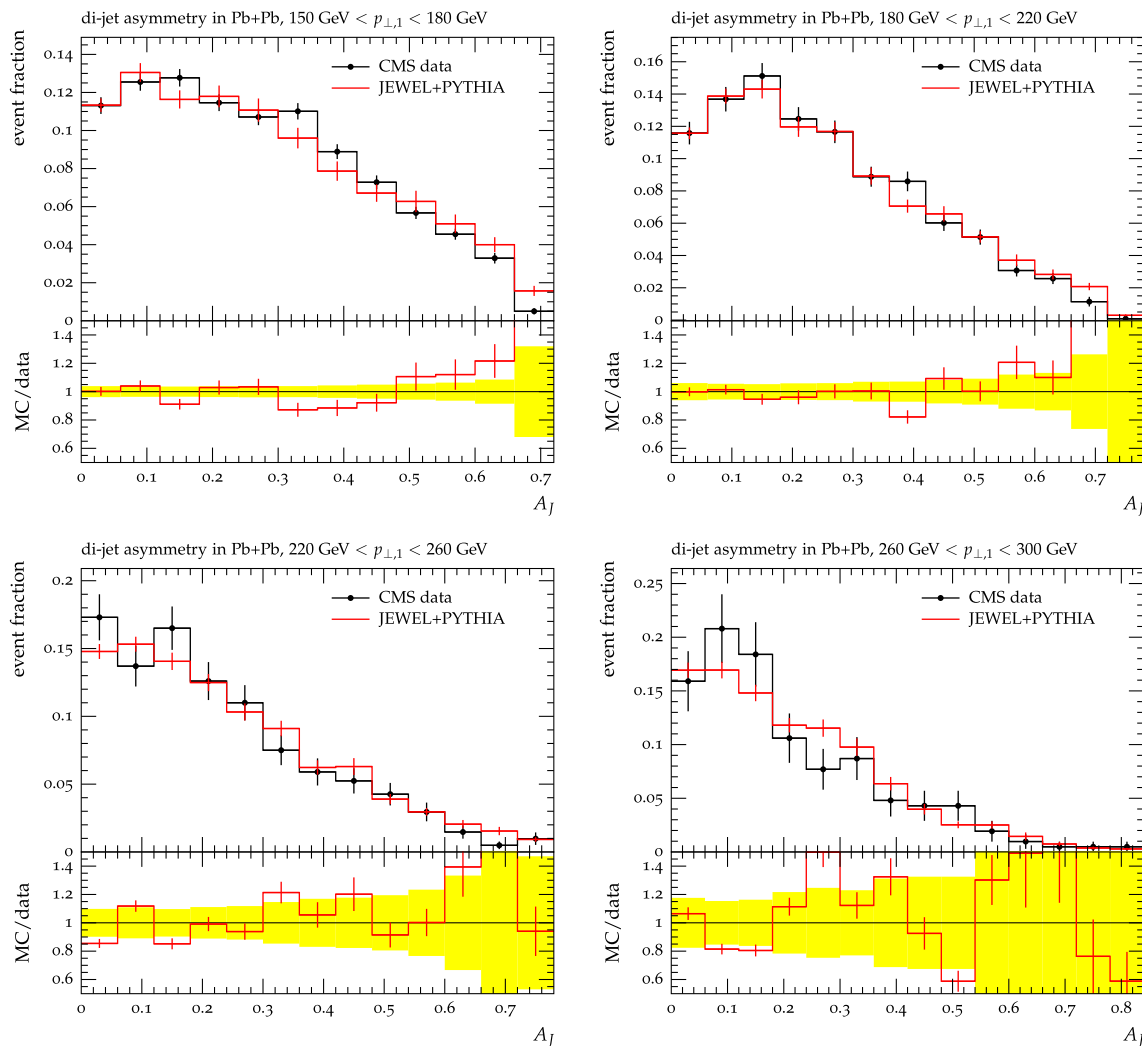 di-jet asymmetry in Pb+Pb, 150 GeV < p⊥,1 < 180 GeV
event fraction
0.14
0.12
0.1
0.08
0.06
0.04
0.02
0
CMS data
JEWEL+PYTHIA
MC/data
1.4
1.2
1
0.8
0.6
0 0.1 0.2 0.3 0.4 0.5 0.6 0.7
A_J
di-jet asymmetry in Pb+Pb, 180 GeV < p⊥,1 < 220 GeV
event fraction
0.16
0.14
0.12
0.1
0.08
0.06
0.04
0.02
0
CMS data
JEWEL+PYTHIA
MC/data
1.4
1.2
1
0.8
0.6
0 0.1 0.2 0.3 0.4 0.5 0.6 0.7
A_J
di-jet asymmetry in Pb+Pb, 220 GeV < p⊥,1 < 260 GeV
event fraction
0.2
0.15
0.1
0.05
0
CMS data
JEWEL+PYTHIA
MC/data
1.4
1.2
1
0.8
0.6
0 0.1 0.2 0.3 0.4 0.5 0.6 0.7
A_J
di-jet asymmetry in Pb+Pb, 260 GeV < p⊥,1 < 300 GeV
event fraction
0.25
0.2
0.15
0.1
0.05
0
CMS data
JEWEL+PYTHIA
MC/data
1.4
1.2
1
0.8
0.6
0 0.1 0.2 0.3 0.4 0.5 0.6 0.7 0.8
A_J